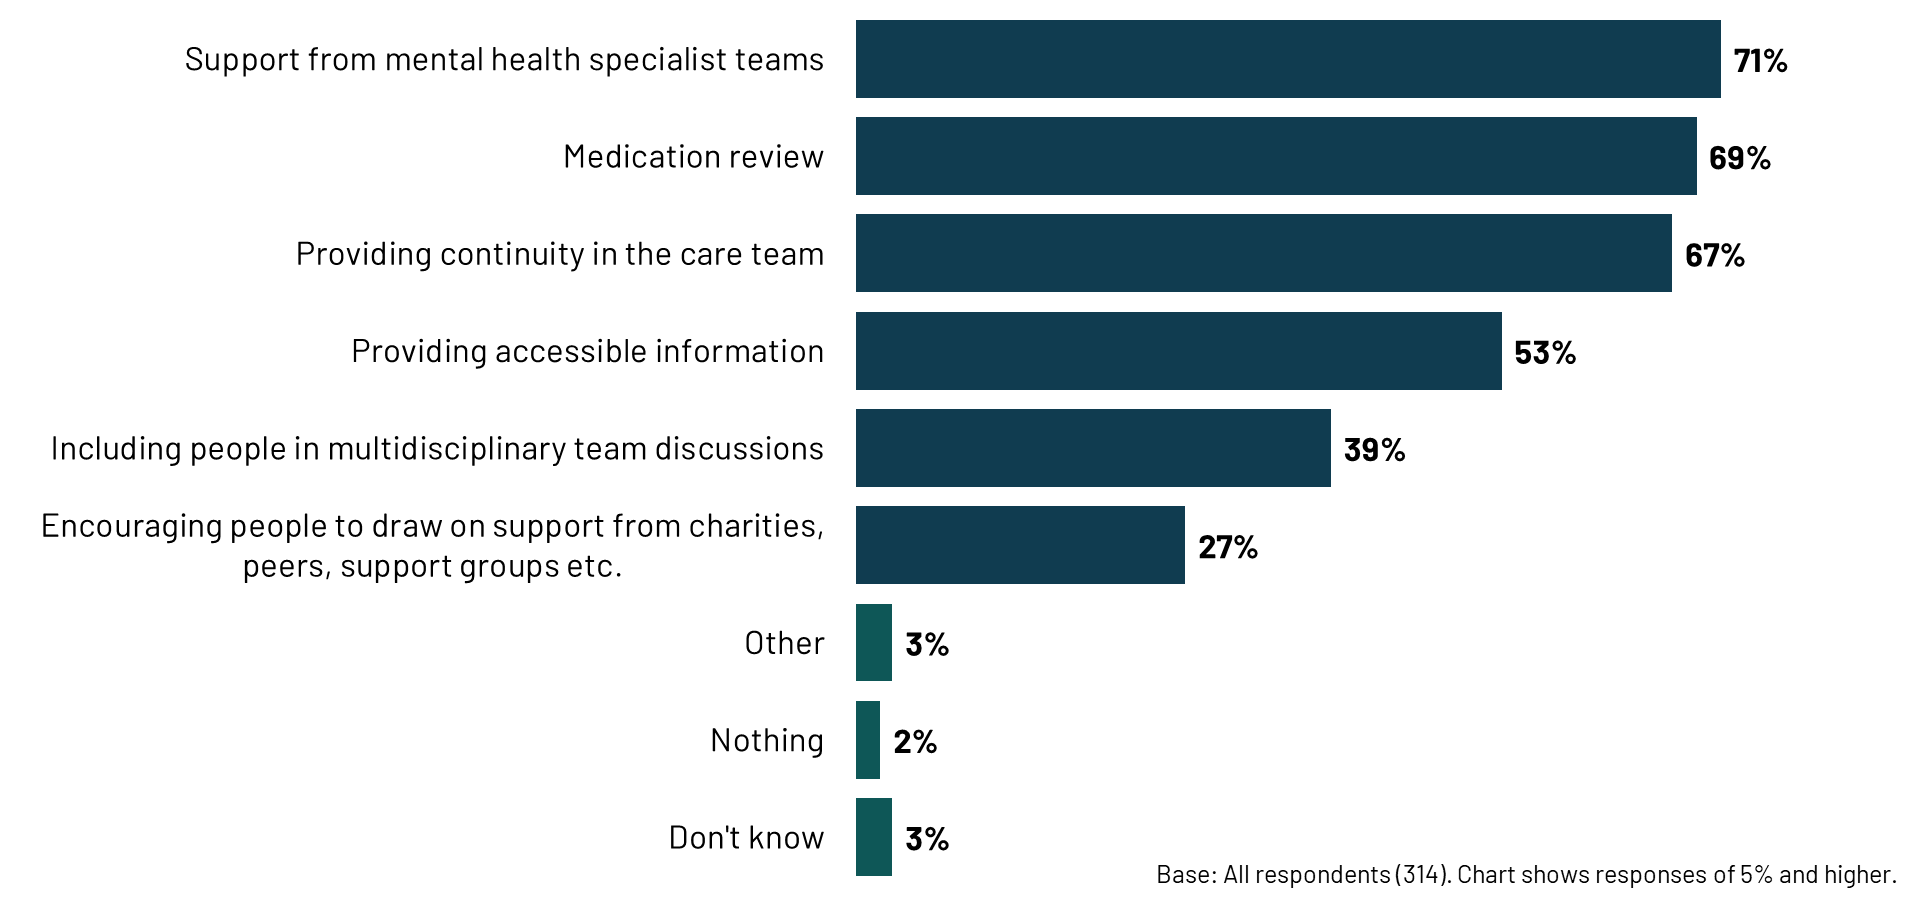 Support from mental health specialist teams 71%
Medication review 69%
Providing continuity in the care team 67%
Providing accessible information 53%
Including people in multidisciplinary team discussions 39%
Encouraging people to draw on support from charities,
peers, support groups etc. 27%
Other 3%
Nothing 2%
Don't know 3%
Base: All respondents (314). Chart shows responses of 5% and higher.